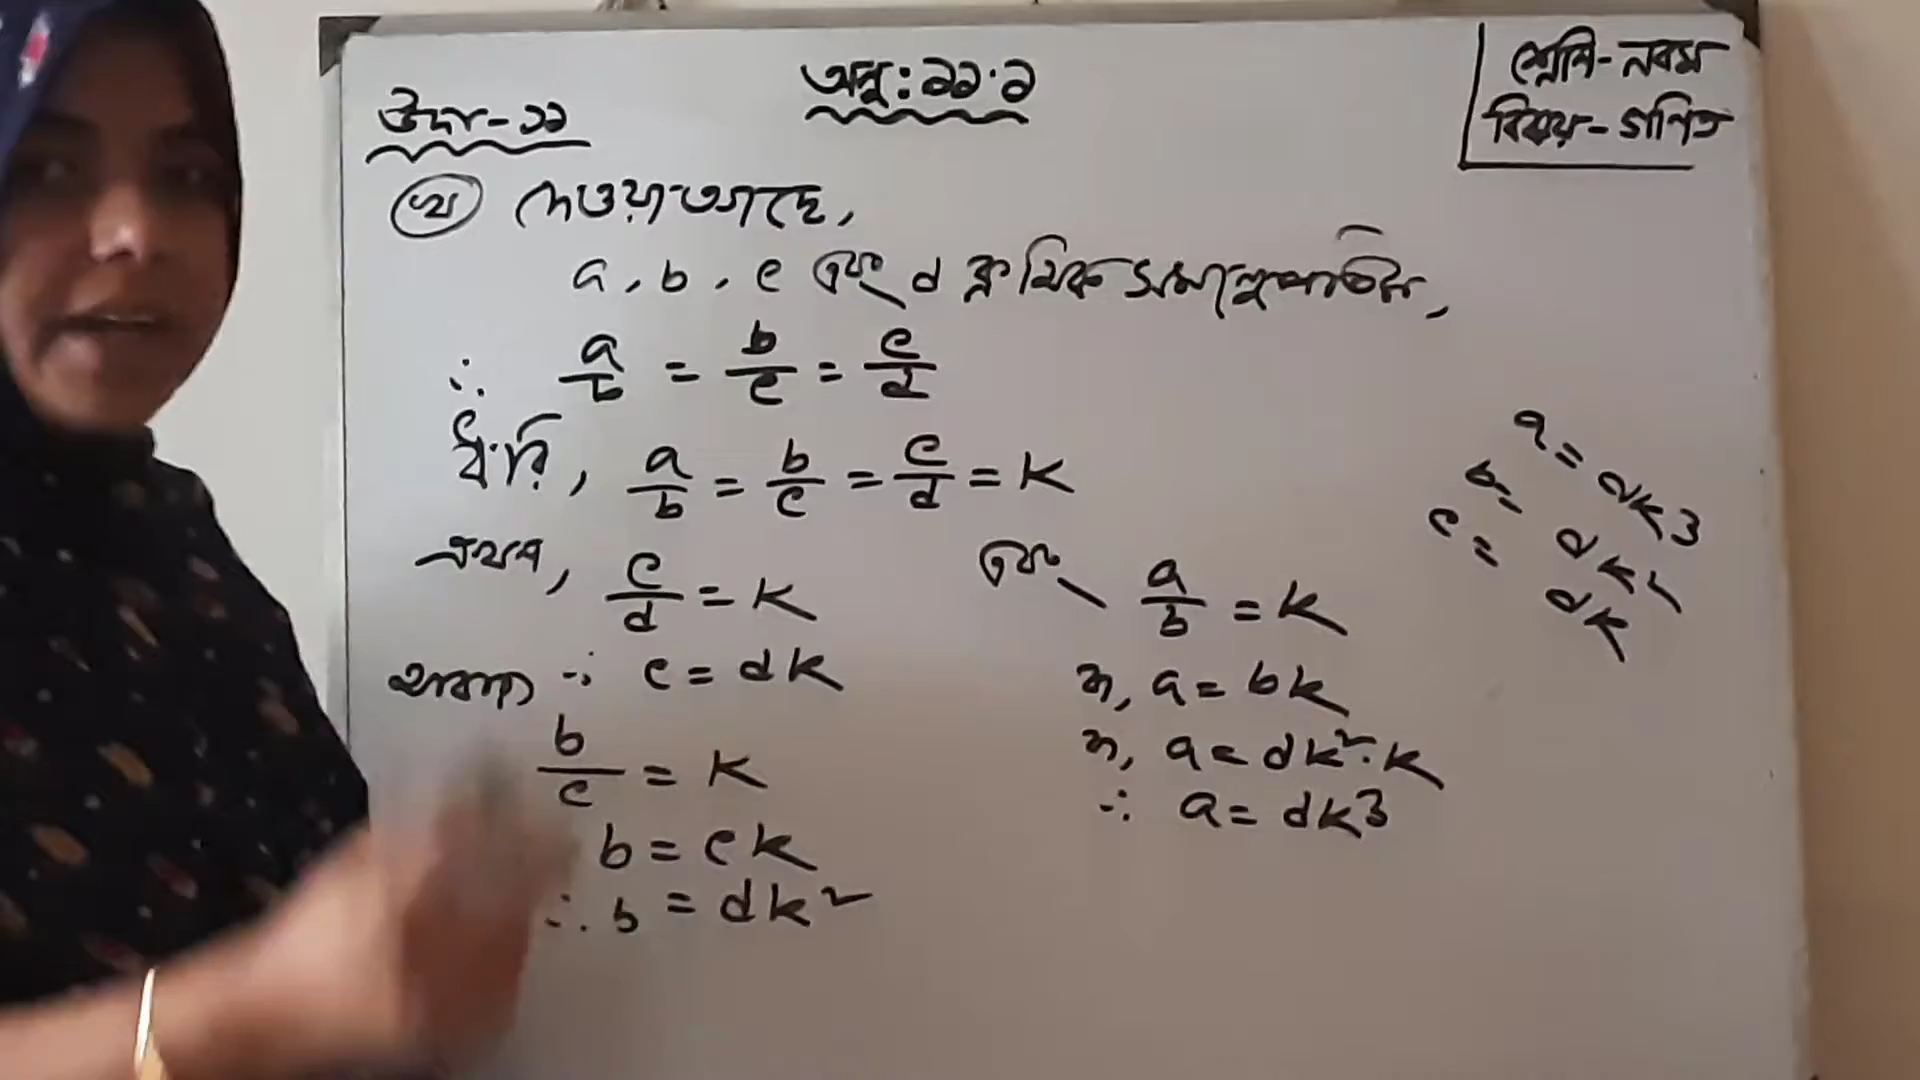 অনু: ১১.১
শ্রেণি-নবম
বিষয়-গণিত
উদা-১১
খ দেওয়া আছে,
a, b, c এবং d ক্রমিক সমানুপাতিক,
∴ a/b = b/c = c/d
ধরি, a/b = b/c = c/d = K
এখন, c/d = K
∴ c = dK
আবার
b/c = K
b = cK
∴ b = dK²
এবং a/b = K
বা, a = bK
বা, a = dK².K
∴ a = dK3
a = dK3
b = dK²
c = dK